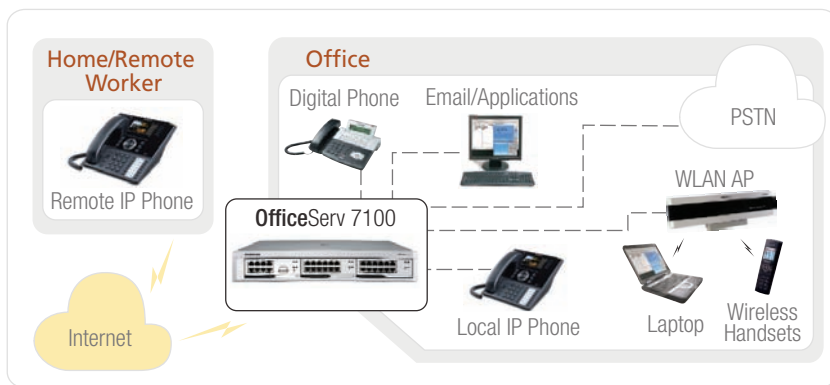 Home/Remote
Worker
Remote IP Phone
Internet
Office
Digital Phone
Email/Applications
PSTN
OfficeServ 7100
WLAN AP
Local IP Phone
Laptop
Wireless
Handsets